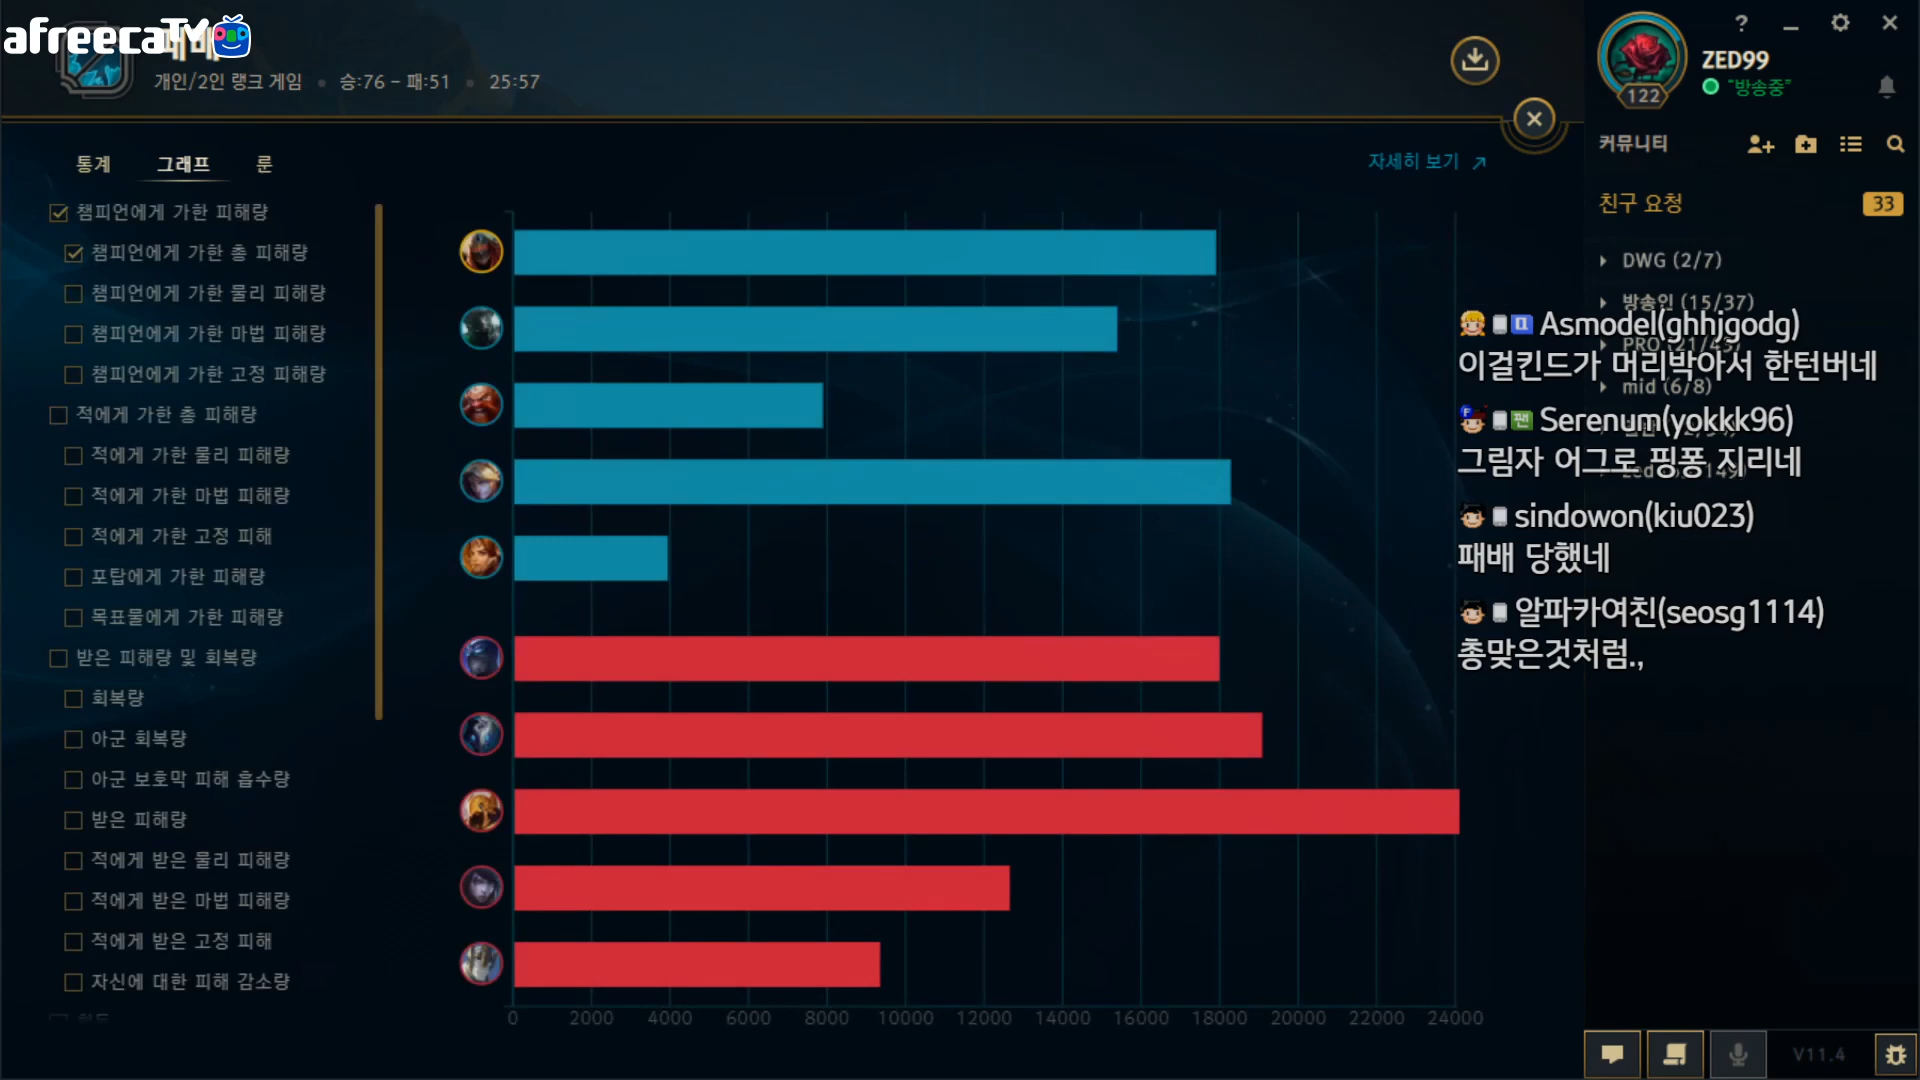 afreecaTV
패배
개인/2인 랭크 게임 • 승:76 - 패:51 • 25:57
통계 그래프 룬
자세히 보기
챔피언에게 가한 피해량
챔피언에게 가한 총 피해량
챔피언에게 가한 물리 피해량
챔피언에게 가한 마법 피해량
챔피언에게 가한 고정 피해량
적에게 가한 총 피해량
적에게 가한 물리 피해량
적에게 가한 마법 피해량
적에게 가한 고정 피해
포탑에게 가한 피해량
목표물에게 가한 피해량
받은 피해량 및 회복량
회복량
아군 회복량
아군 보호막 피해 흡수량
받은 피해량
적에게 받은 물리 피해량
적에게 받은 마법 피해량
적에게 받은 고정 피해
자신에 대한 피해 감소량
0 2000 4000 6000 8000 10000 12000 14000 16000 18000 20000 22000 24000
?
ZED99
"방송중"
122
커뮤니티
친구 요청 33
DWG (2/7)
방송인 (15/37)
PRO (21/43)
mid (6/8)
Asmodel(ghhjgodg)
이걸킨드가 머리박아서 한턴버네
Serenum(yokkk96)
그림자 어그로 핑퐁 지리네
sindowon(kiu023)
패배 당했네
알파카여친(seosg1114)
총맞은것처럼.,
V11.4